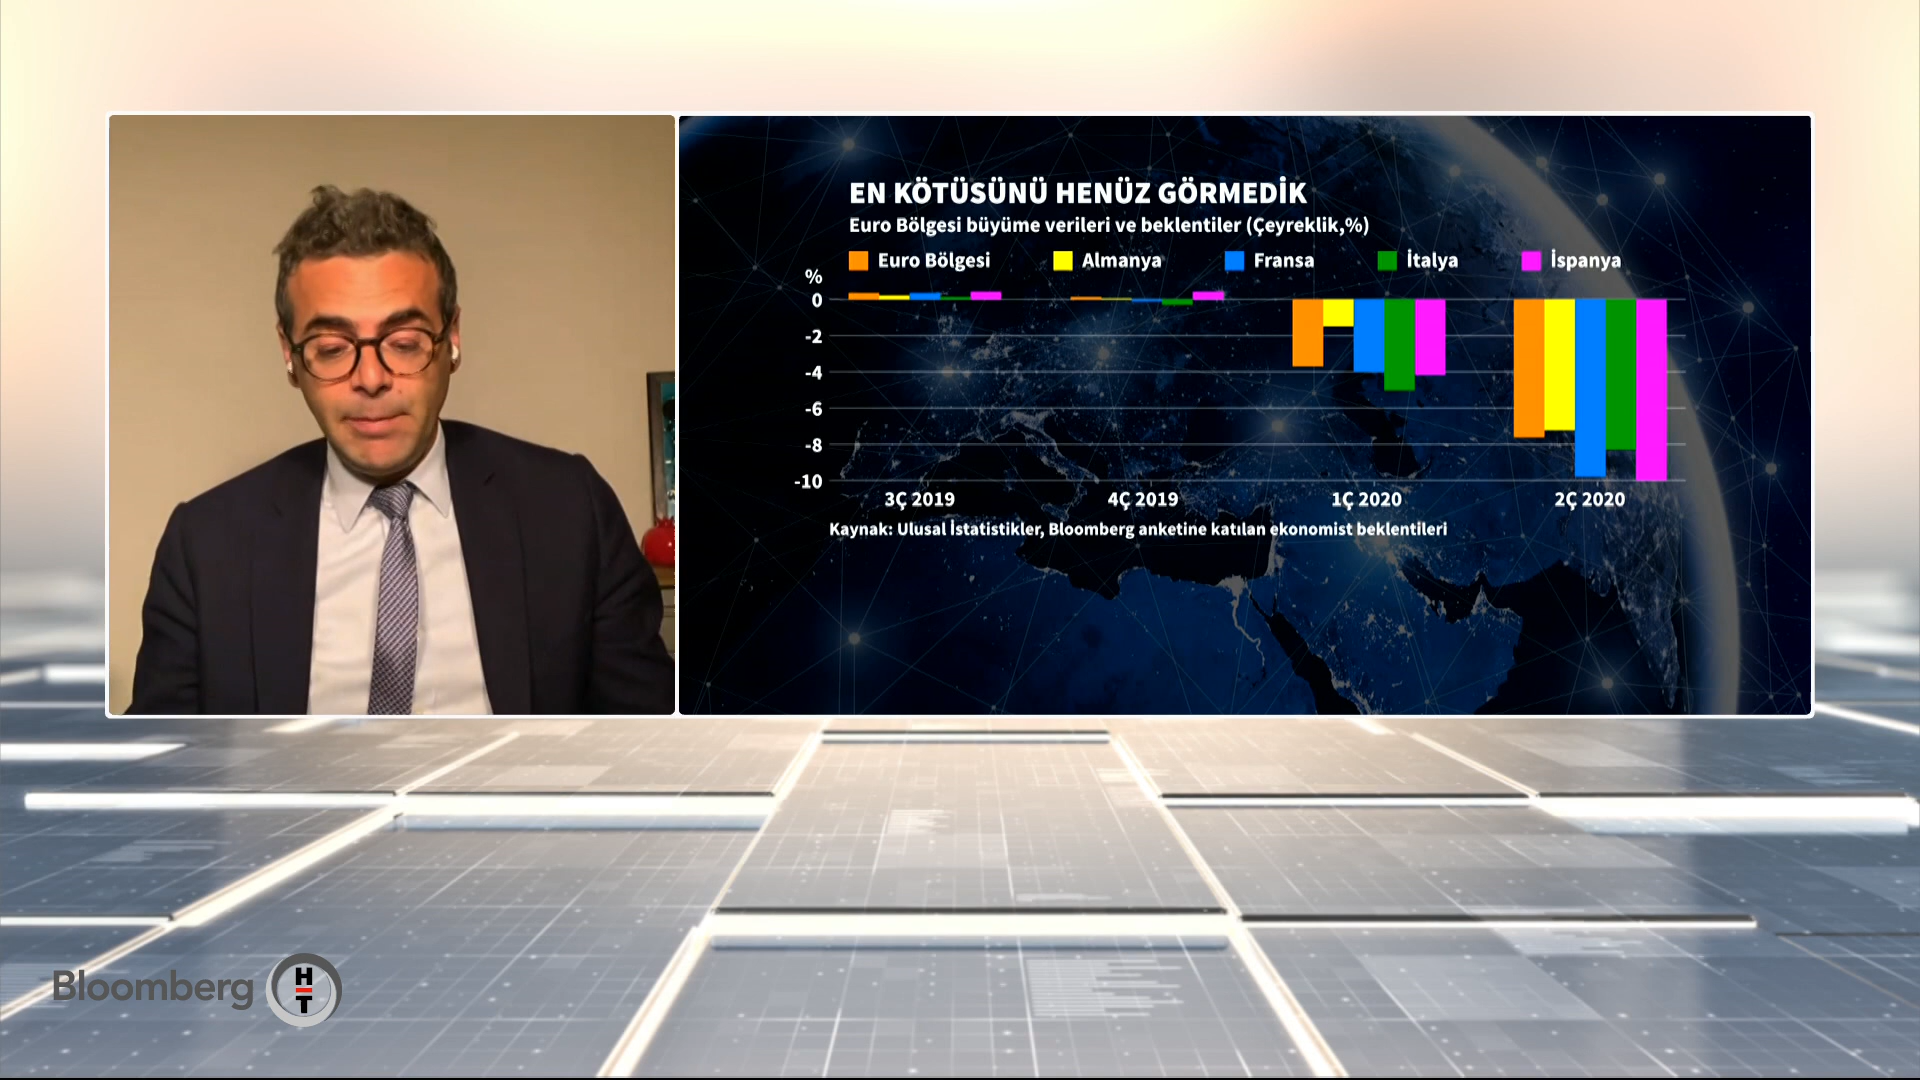 EN KÖTÜSÜNÜ HENÜZ GÖRMEDİK
Euro Bölgesi büyüme verileri ve beklentiler (Çeyreklik,%)
Euro Bölgesi Almanya Fransa İtalya İspanya
%
0
-2
-4
-6
-8
-10
3Ç 2019 4Ç 2019 1Ç 2020 2Ç 2020
Kaynak: Ulusal İstatistikler, Bloomberg anketine katılan ekonomist beklentileri
Bloomberg HT